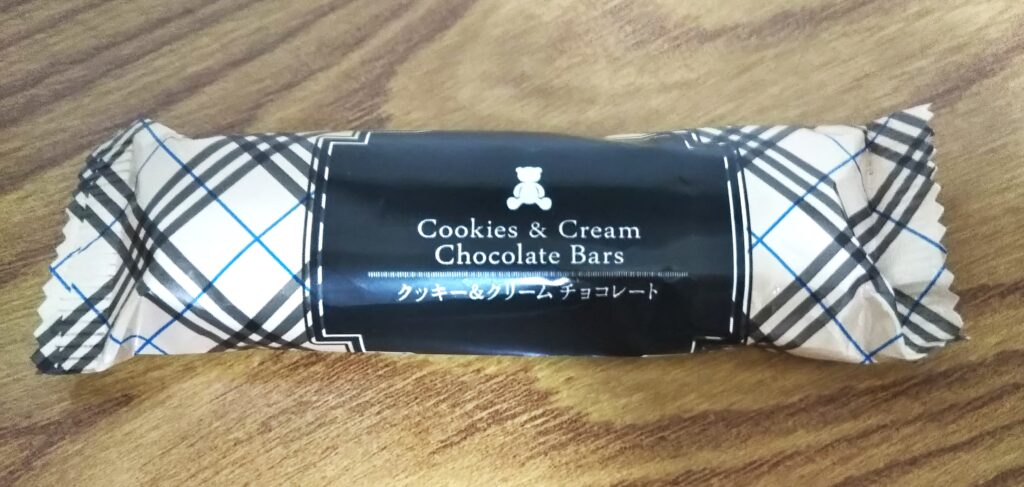 Cookies & Cream
Chocolate Bars
クッキー&クリーム チョコレート